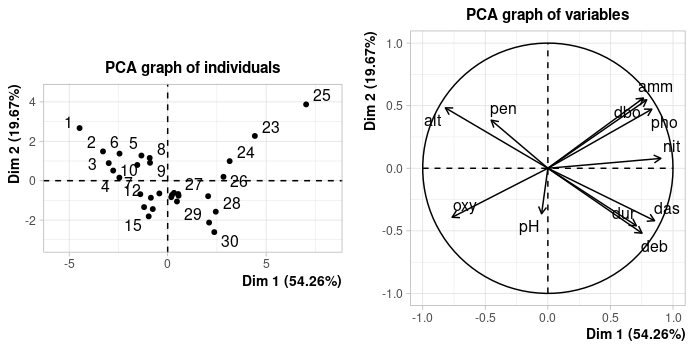 PCA graph of individuals
Dim 2 (19.67%)
4
2
0
-2
1
2
6
5
8
3
10
9
4
7
12
15
25
23
24
26
27
28
29
30
-5
0
5
Dim 1 (54.26%)
PCA graph of variables
Dim 2 (19.67%)
1.0
0.5
0.0
-0.5
-1.0
amm
dbo
pho
pen
alt
nit
oxy
pH
dur
das
deb
-1.0
-0.5
0.0
0.5
1.0
Dim 1 (54.26%)